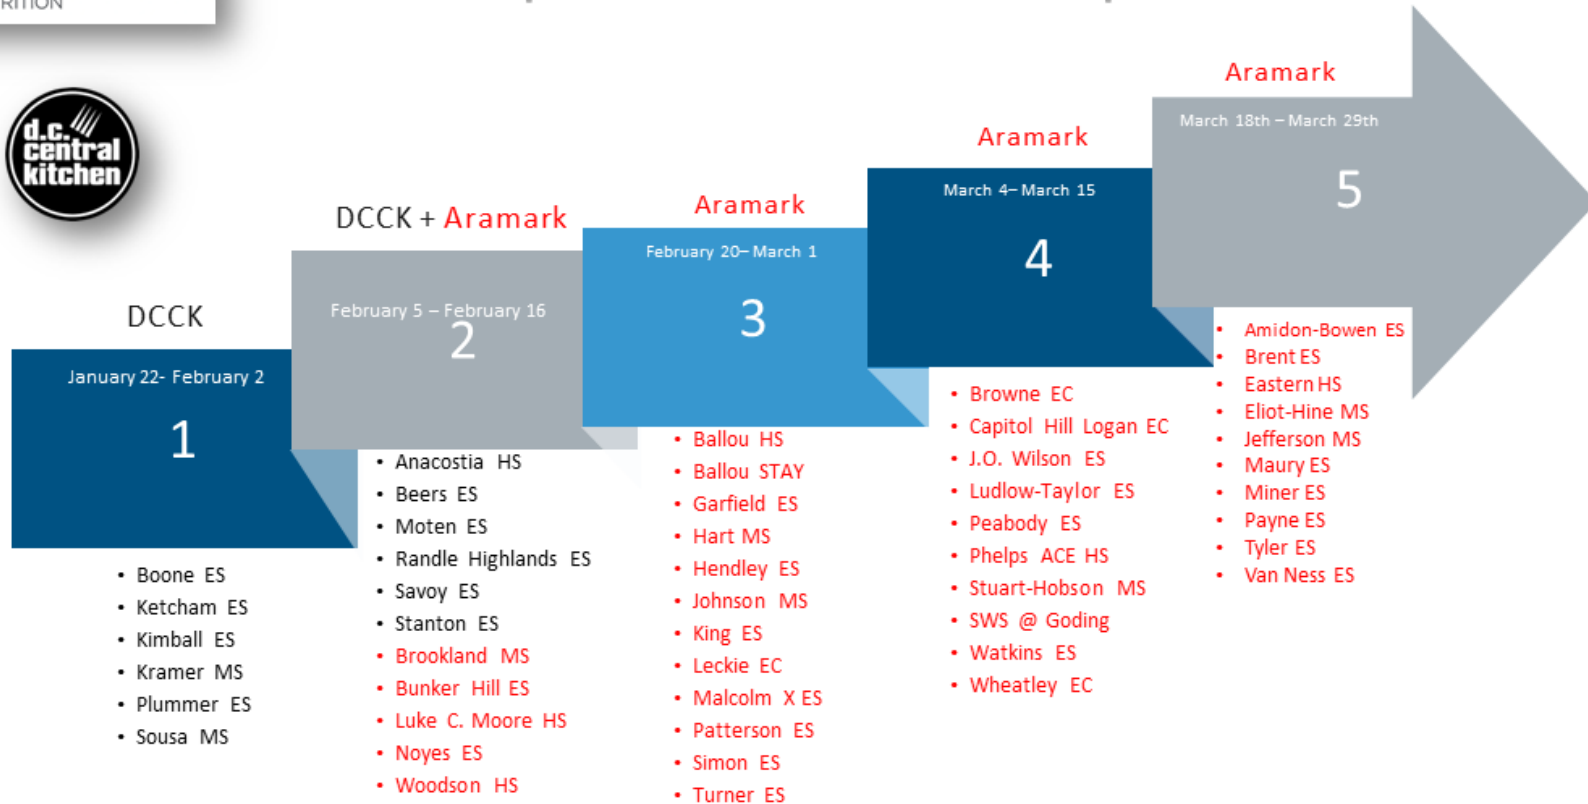 RITION
d.c.
central
kitchen
DCCK
January 22- February 2
1
• Boone ES
• Ketcham ES
• Kimball ES
• Kramer MS
• Plummer ES
• Sousa MS
DCCK + Aramark
February 5 – February 16
2
• Anacostia HS
• Beers ES
• Moten ES
• Randle Highlands ES
• Savoy ES
• Stanton ES
• Brookland MS
• Bunker Hill ES
• Luke C. Moore HS
• Noyes ES
• Woodson HS
Aramark
February 20– March 1
3
• Ballou HS
• Ballou STAY
• Garfield ES
• Hart MS
• Hendley ES
• Johnson MS
• King ES
• Leckie EC
• Malcolm X ES
• Patterson ES
• Simon ES
• Turner ES
Aramark
March 4– March 15
4
• Browne EC
• Capitol Hill Logan EC
• J.O. Wilson ES
• Ludlow-Taylor ES
• Peabody ES
• Phelps ACE HS
• Stuart-Hobson MS
• SWS @ Goding
• Watkins ES
• Wheatley EC
Aramark
March 18th – March 29th
5
• Amidon-Bowen ES
• Brent ES
• Eastern HS
• Eliot-Hine MS
• Jefferson MS
• Maury ES
• Miner ES
• Payne ES
• Tyler ES
• Van Ness ES